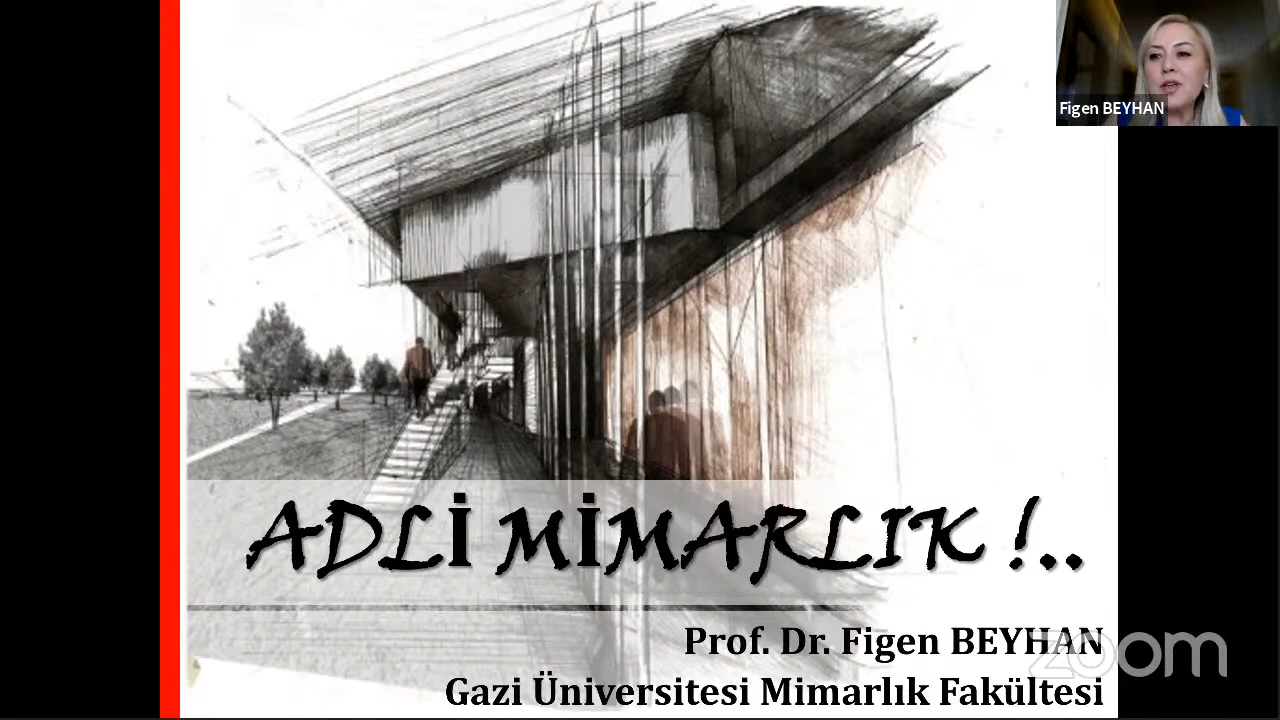 Figen BEYHAN
ADLİ MİMARLIK !..
Prof. Dr. Figen BEYHAN
zoom
Gazi Üniversitesi Mimarlık Fakültesi